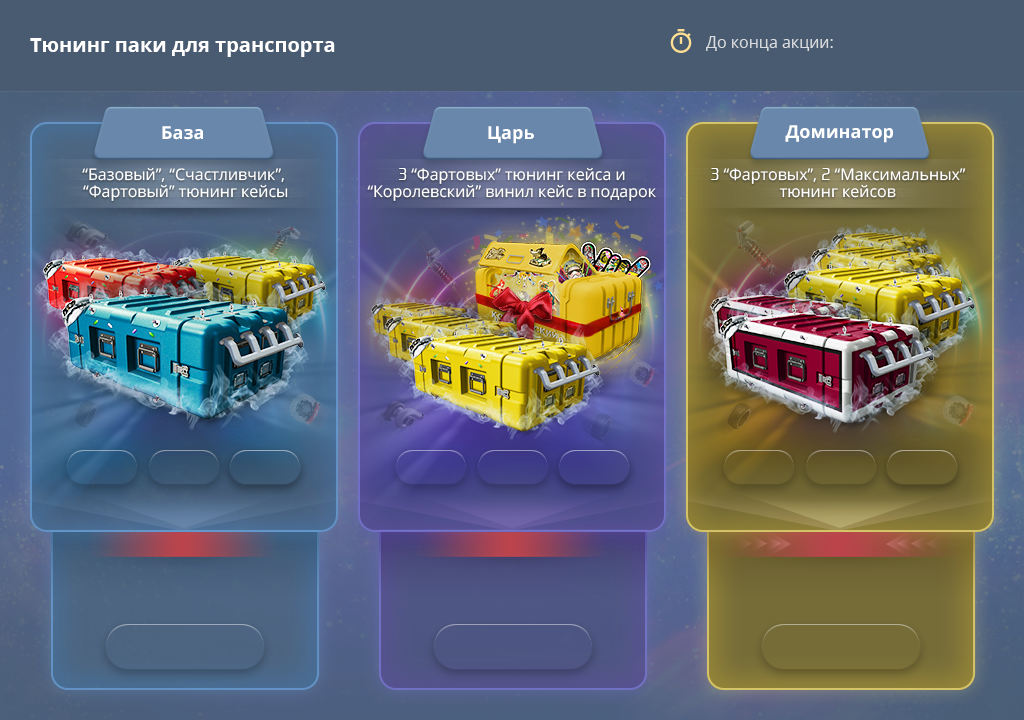 Тюнинг паки для транспорта
До конца акции:
База
“Базовый”, “Счастливчик”,
“Фартовый” тюнинг кейсы
Царь
3 “Фартовых” тюнинг кейса и
“Королевский” винил кейс в подарок
Доминатор
3 “Фартовых”, 2 “Максимальных”
тюнинг кейсов